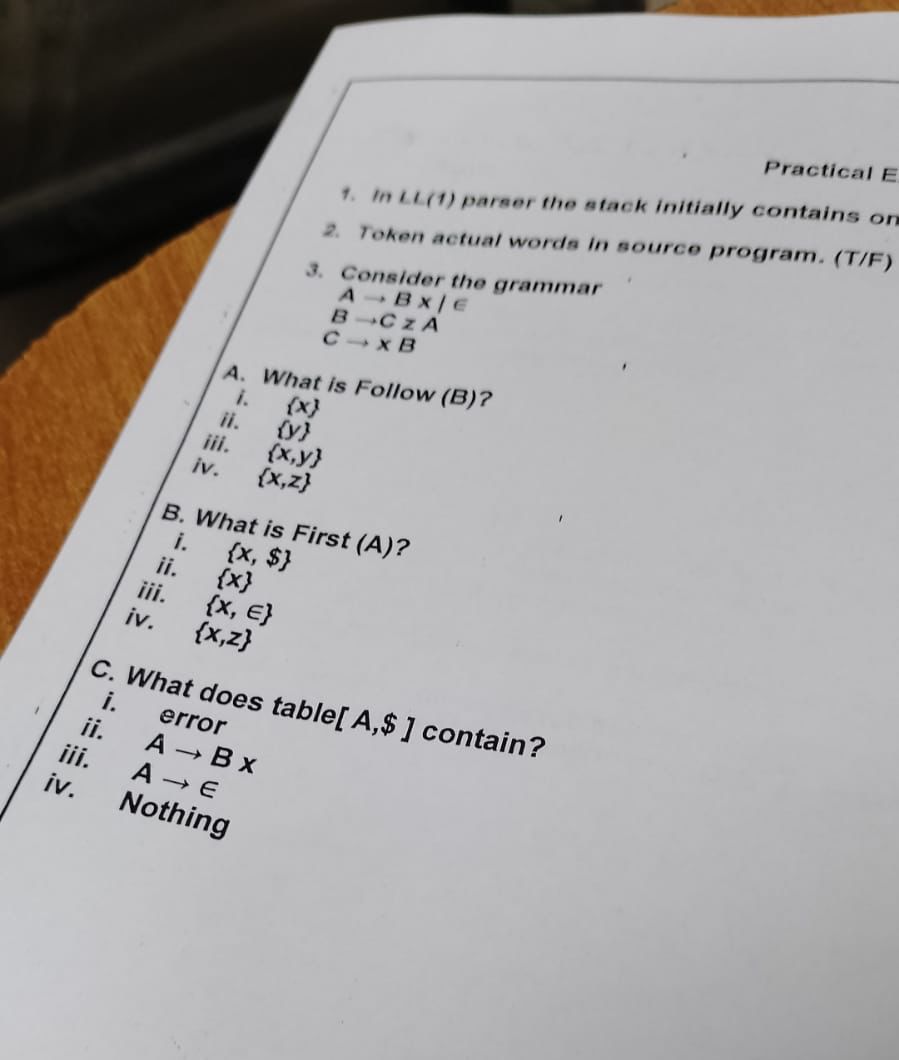 Practical E
1. In LL(1) parser the stack initially contains on
2. Token actual words in source program. (T/F)
3. Consider the grammar
A → B x / ∈
B →C z A
C → x B
A. What is Follow (B)?
i. {x}
ii. {y}
iii. {x,y}
iv. {x,z}
B. What is First (A)?
i. {x, $}
ii. {x}
iii. {x, ∈}
iv. {x,z}
C. What does table[ A,$ ] contain?
i. error
ii. A → B x
iii. A → ∈
iv. Nothing